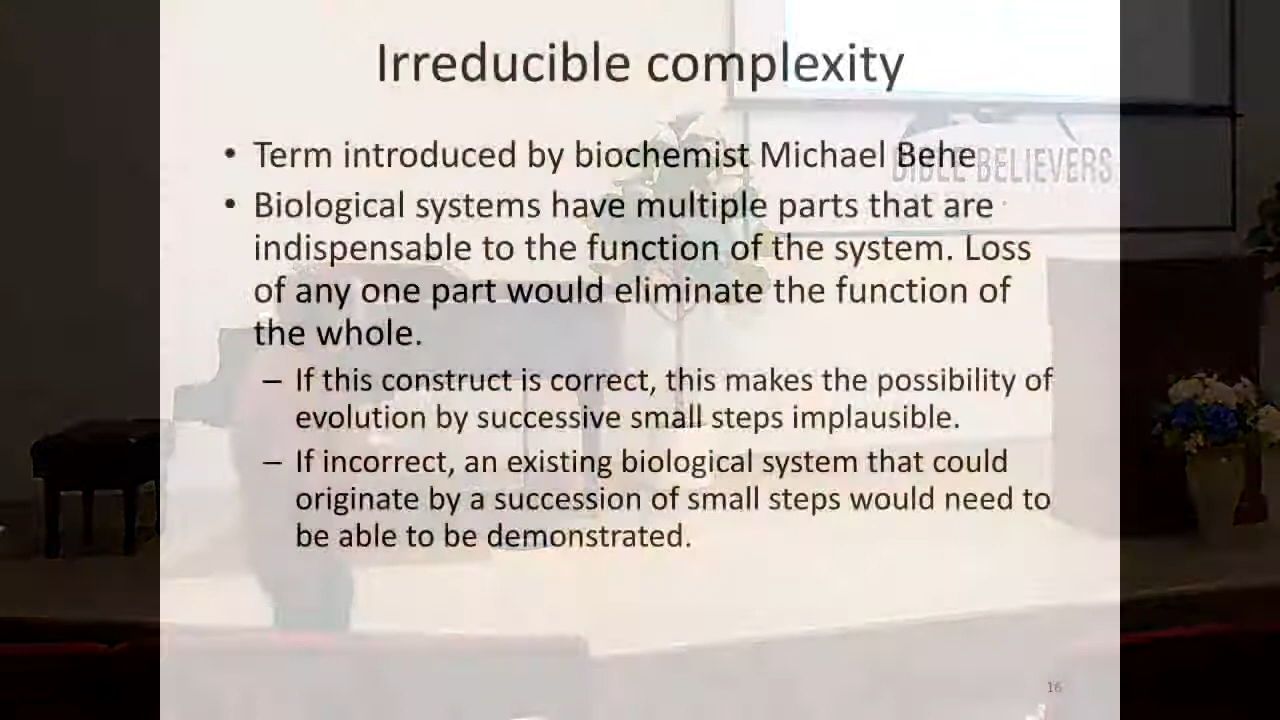 Irreducible complexity
• Term introduced by biochemist Michael Behe
BIBLE BELIEVERS
• Biological systems have multiple parts that are
indispensable to the function of the system. Loss
of any one part would eliminate the function of
the whole.
– If this construct is correct, this makes the possibility of
evolution by successive small steps implausible.
– If incorrect, an existing biological system that could
originate by a succession of small steps would need to
be able to be demonstrated.
16